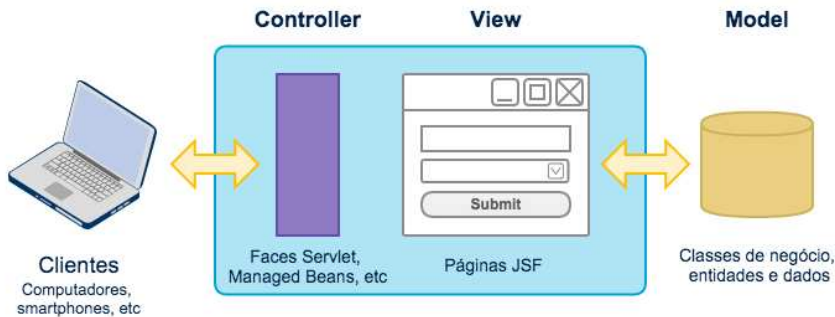 Controller
View
Model
Submit
Faces Servlet,
Managed Beans, etc
Páginas JSF
Clientes
Computadores,
smartphones, etc
Classes de negócio,
entidades e dados